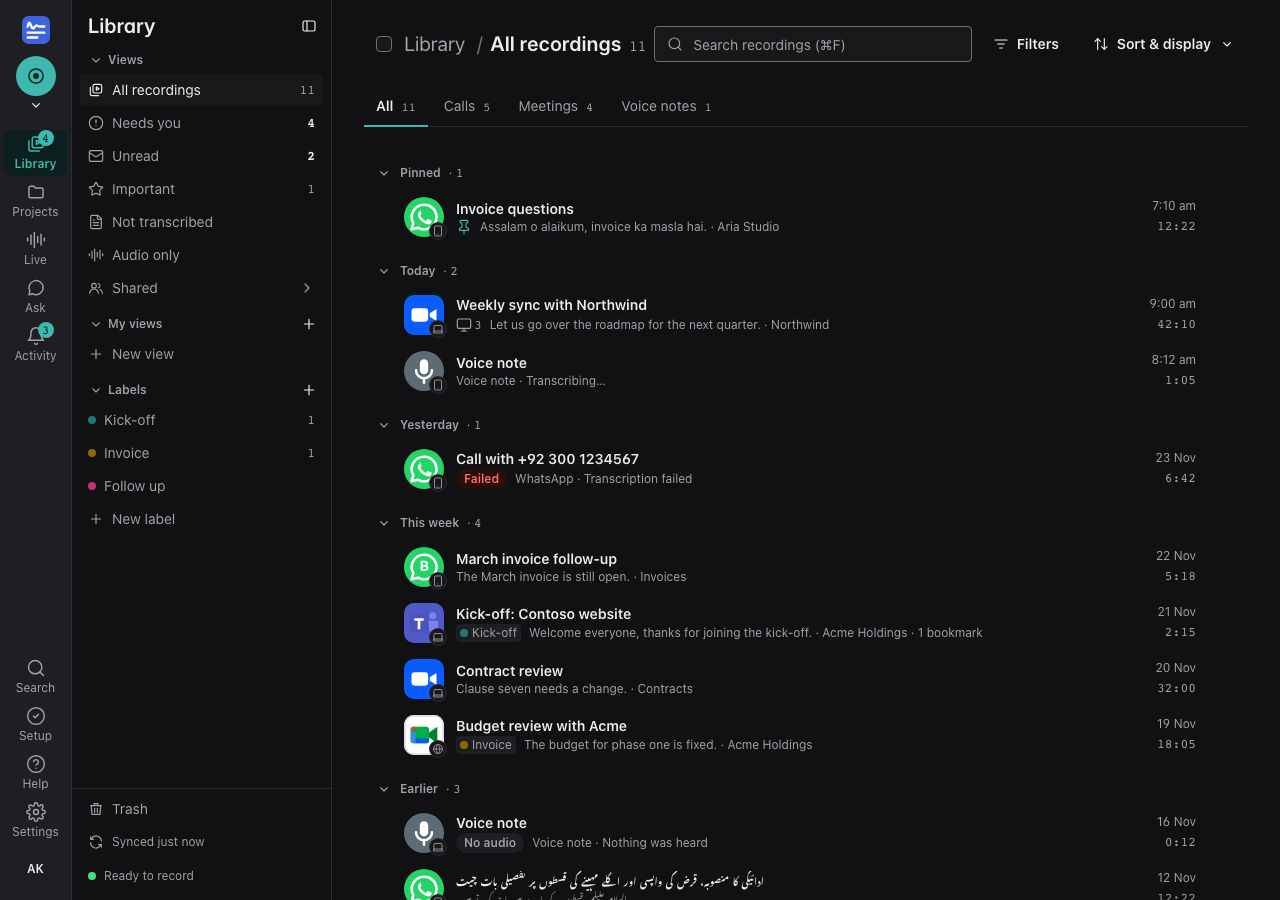 Library
Views
All recordings 11
Needs you 4
Unread 2
Important 1
Not transcribed
Audio only
Shared
My views
New view
Labels
Kick-off 1
Invoice 1
Follow up
New label
Trash
Synced just now
Ready to record
4
Library
Projects
Live
Ask
3
Activity
Search
Setup
Help
Settings
AK
Library / All recordings 11
Search recordings (⌘F)
Filters
Sort & display
All 11 Calls 5 Meetings 4 Voice notes 1
Pinned · 1
Invoice questions 7:10 am
Assalam o alaikum, invoice ka masla hai. · Aria Studio 12:22
Today · 2
Weekly sync with Northwind 9:00 am
3 Let us go over the roadmap for the next quarter. · Northwind 42:10
Voice note 8:12 am
Voice note · Transcribing… 1:05
Yesterday · 1
Call with +92 300 1234567 23 Nov
Failed WhatsApp · Transcription failed 6:42
This week · 4
B
March invoice follow-up 22 Nov
The March invoice is still open. · Invoices 5:18
T
Kick-off: Contoso website 21 Nov
Kick-off Welcome everyone, thanks for joining the kick-off. · Acme Holdings · 1 bookmark 2:15
Contract review 20 Nov
Clause seven needs a change. · Contracts 32:00
Budget review with Acme 19 Nov
Invoice The budget for phase one is fixed. · Acme Holdings 18:05
Earlier · 3
Voice note 16 Nov
No audio Voice note · Nothing was heard 0:12
ادائیگی کا منصوبہ، قرض کی واپسی اور اگلے مہینے کی قسطوں پر تفصیلی بات چیت 12 Nov
12:22